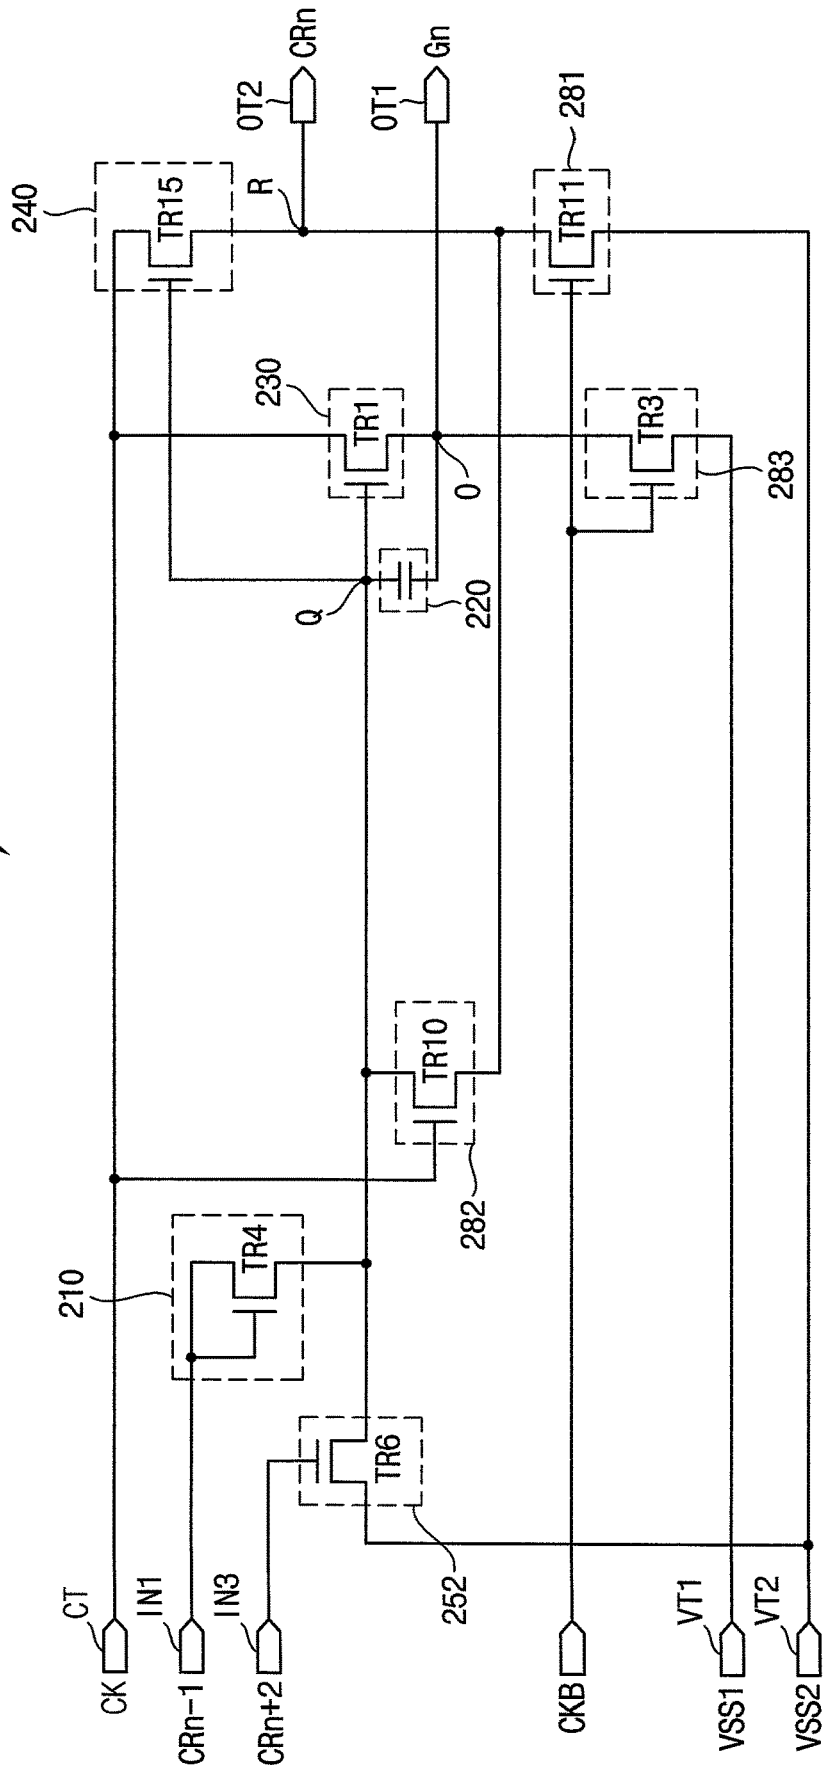 240
TR15
R
OT2
CRn
230
TR1
O
OT1
Gn
Q
220
TR11
281
TR3
283
TR10
282
210
TR4
TR6
252
CT
CK
IN1
CRn-1
IN3
CRn+2
CKB
VT1
VSS1
VT2
VSS2